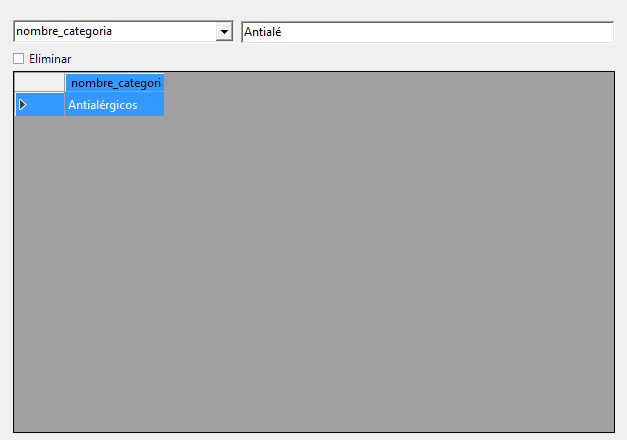 nombre_categoria
Antialé
Eliminar
nombre_categori
Antialérgicos